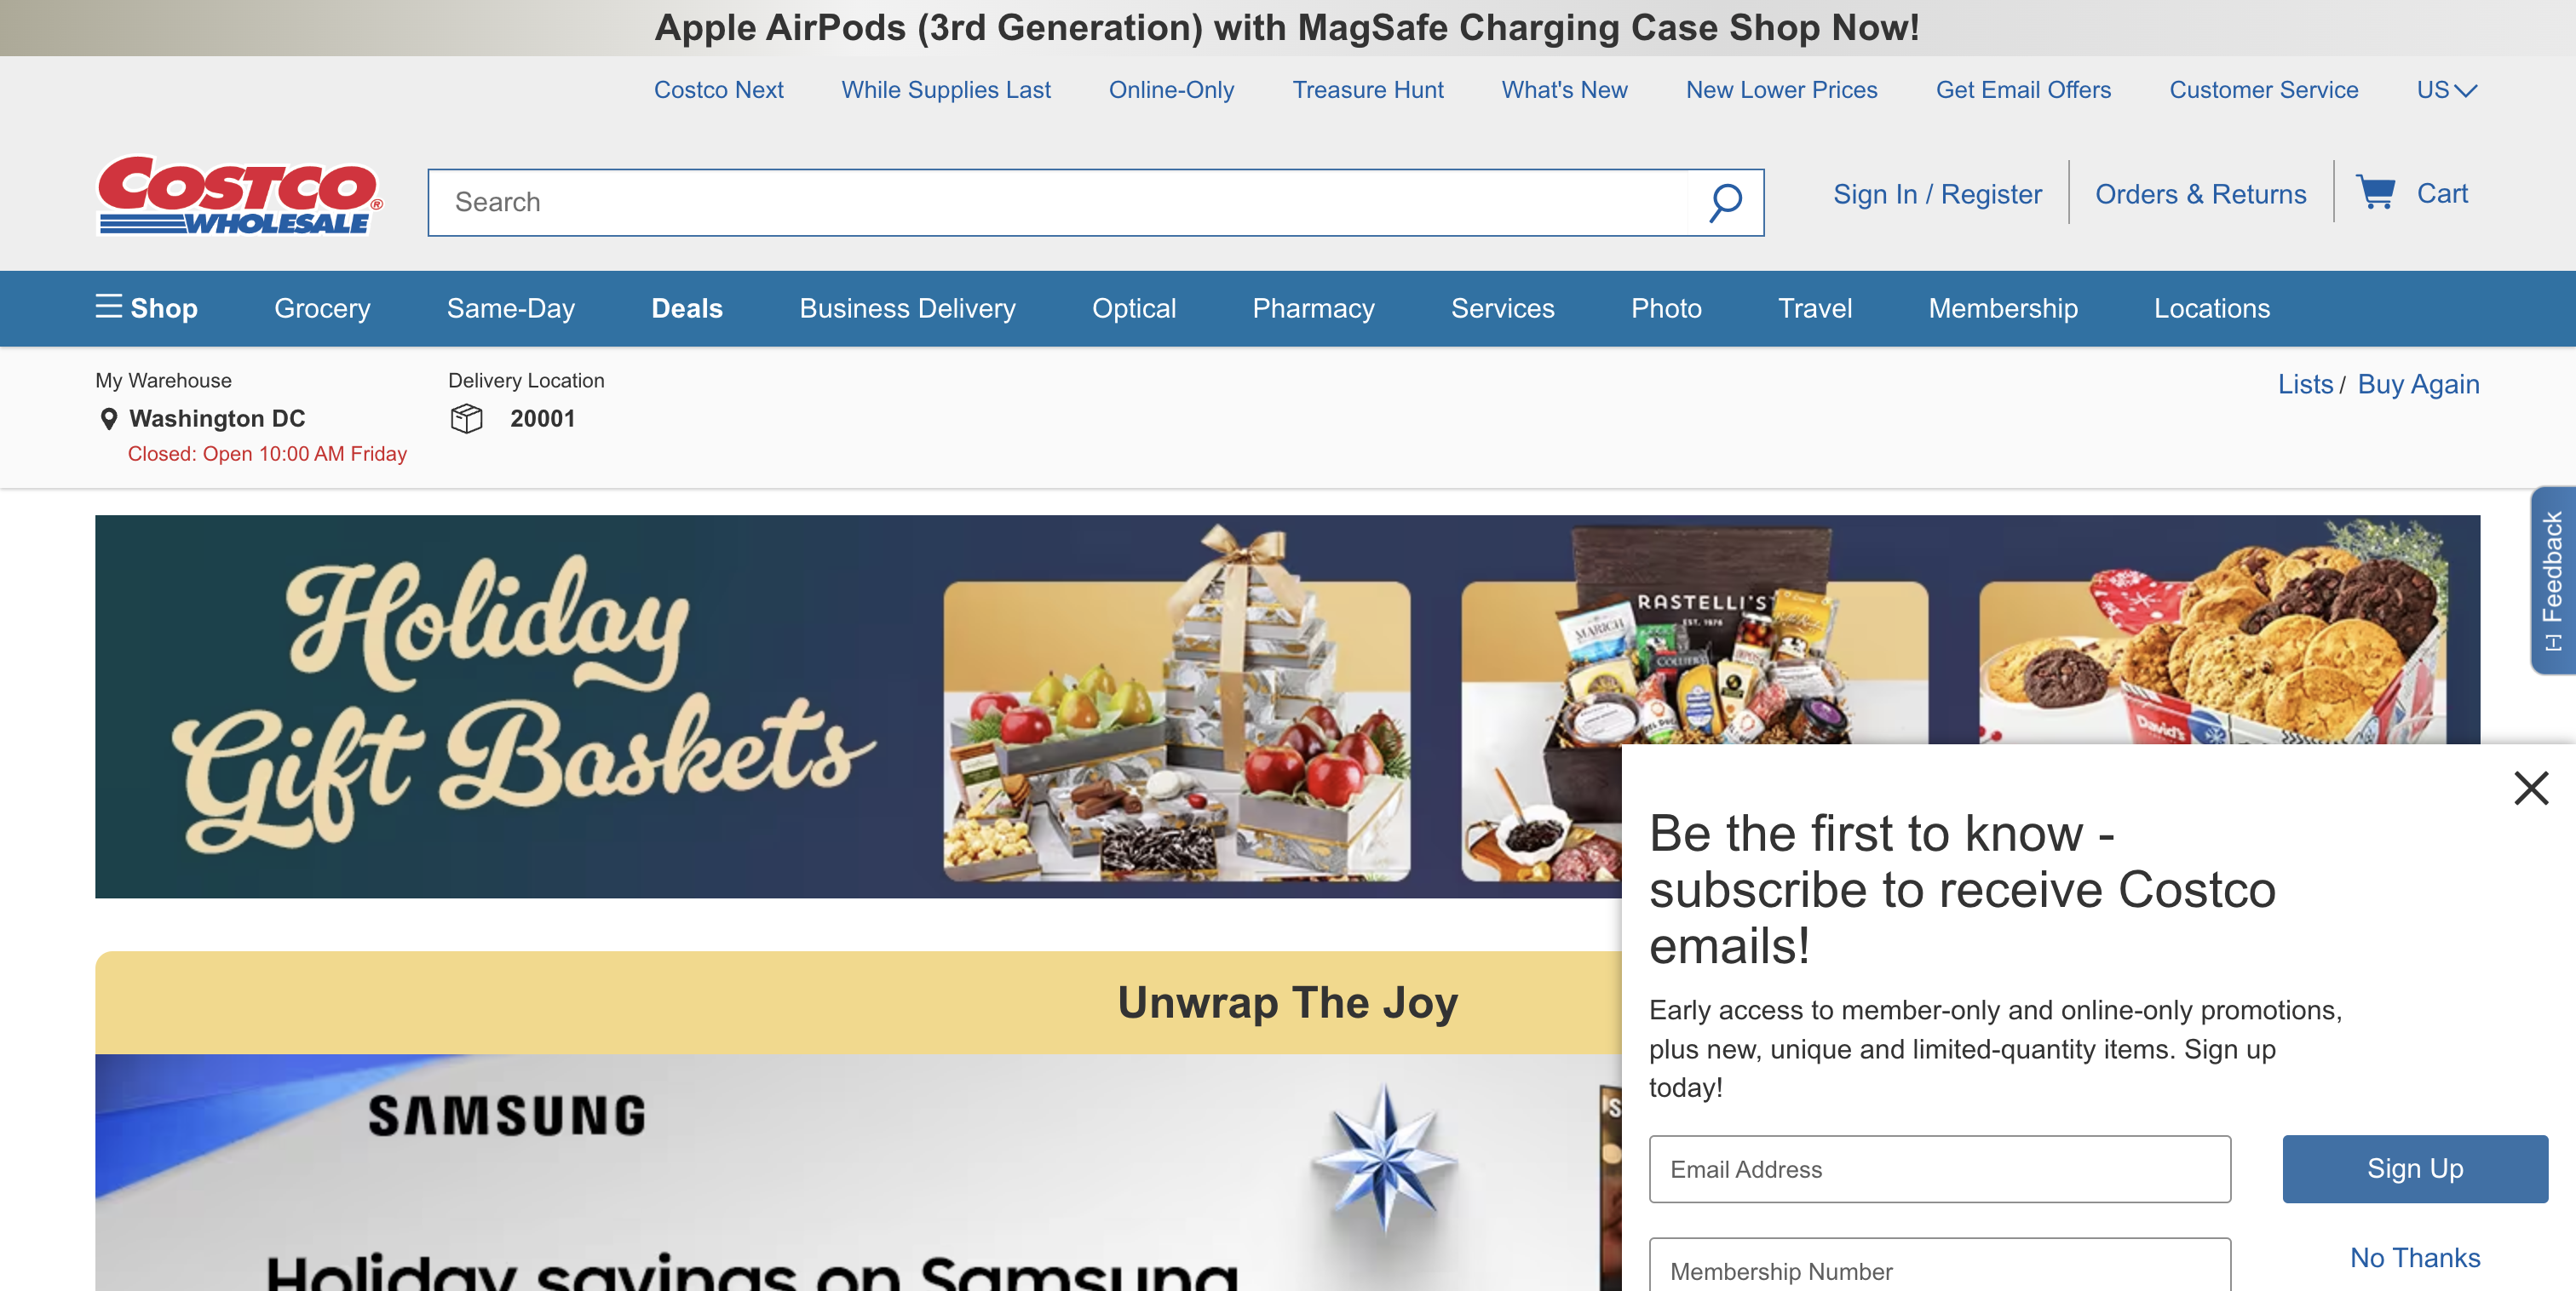 Apple AirPods (3rd Generation) with MagSafe Charging Case Shop Now!
Costco Next While Supplies Last Online-Only Treasure Hunt What's New New Lower Prices Get Email Offers Customer Service US
COSTCO®
WHOLESALE
Search
Sign In / Register Orders & Returns Cart
Shop Grocery Same-Day Deals Business Delivery Optical Pharmacy Services Photo Travel Membership Locations
My Warehouse Delivery Location
Lists / Buy Again
Washington DC 20001
Closed: Open 10:00 AM Friday
[-] Feedback
Holiday
Gift Baskets
RASTELLI'S
EST. 1976
MARICH
COLLIERS
David's
Be the first to know -
subscribe to receive Costco
emails!
Early access to member-only and online-only promotions,
plus new, unique and limited-quantity items. Sign up
today!
Email Address
Sign Up
Membership Number
No Thanks
Unwrap The Joy
SAMSUNG
Holiday savings on Samsung